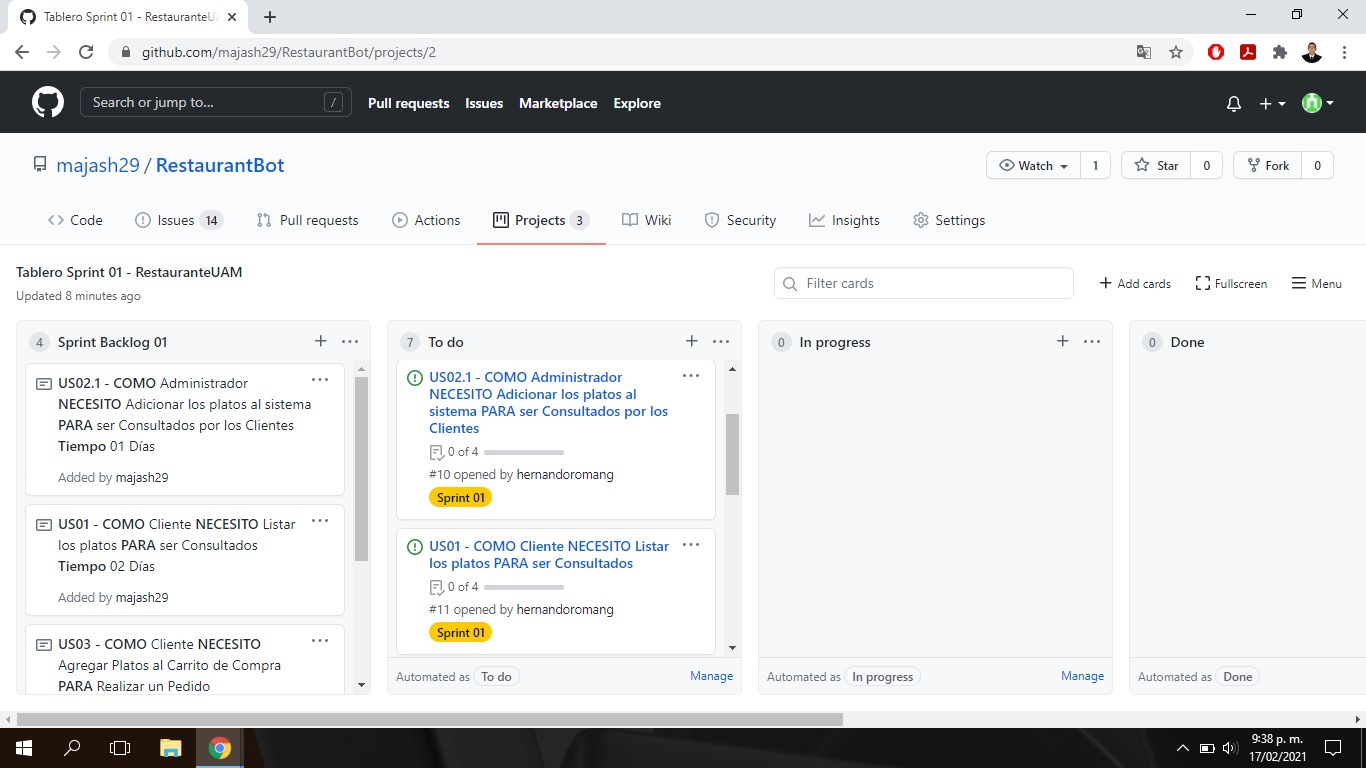 Tablero Sprint 01 - RestauranteU
github.com/majash29/RestaurantBot/projects/2
Search or jump to... /
Pull requests Issues Marketplace Explore
majash29 / RestaurantBot
Watch 1 Star 0 Fork 0
Code Issues 14 Pull requests Actions Projects 3 Wiki Security Insights Settings
Tablero Sprint 01 - RestauranteUAM
Updated 8 minutes ago
Filter cards
Add cards Fullscreen Menu
4 Sprint Backlog 01
US02.1 - COMO Administrador
NECESITO Adicionar los platos al sistema
PARA ser Consultados por los Clientes
Tiempo 01 Días
Added by majash29
US01 - COMO Cliente NECESITO Listar
los platos PARA ser Consultados
Tiempo 02 Días
Added by majash29
US03 - COMO Cliente NECESITO
Agregar Platos al Carrito de Compra
PARA Realizar un Pedido
7 To do
US02.1 - COMO Administrador
NECESITO Adicionar los platos al
sistema PARA ser Consultados por los
Clientes
0 of 4
#10 opened by hernandoromang
Sprint 01
US01 - COMO Cliente NECESITO Listar
los platos PARA ser Consultados
0 of 4
#11 opened by hernandoromang
Sprint 01
Automated as To do Manage
0 In progress
Automated as In progress Manage
0 Done
Automated as Done
9:38 p. m.
17/02/2021